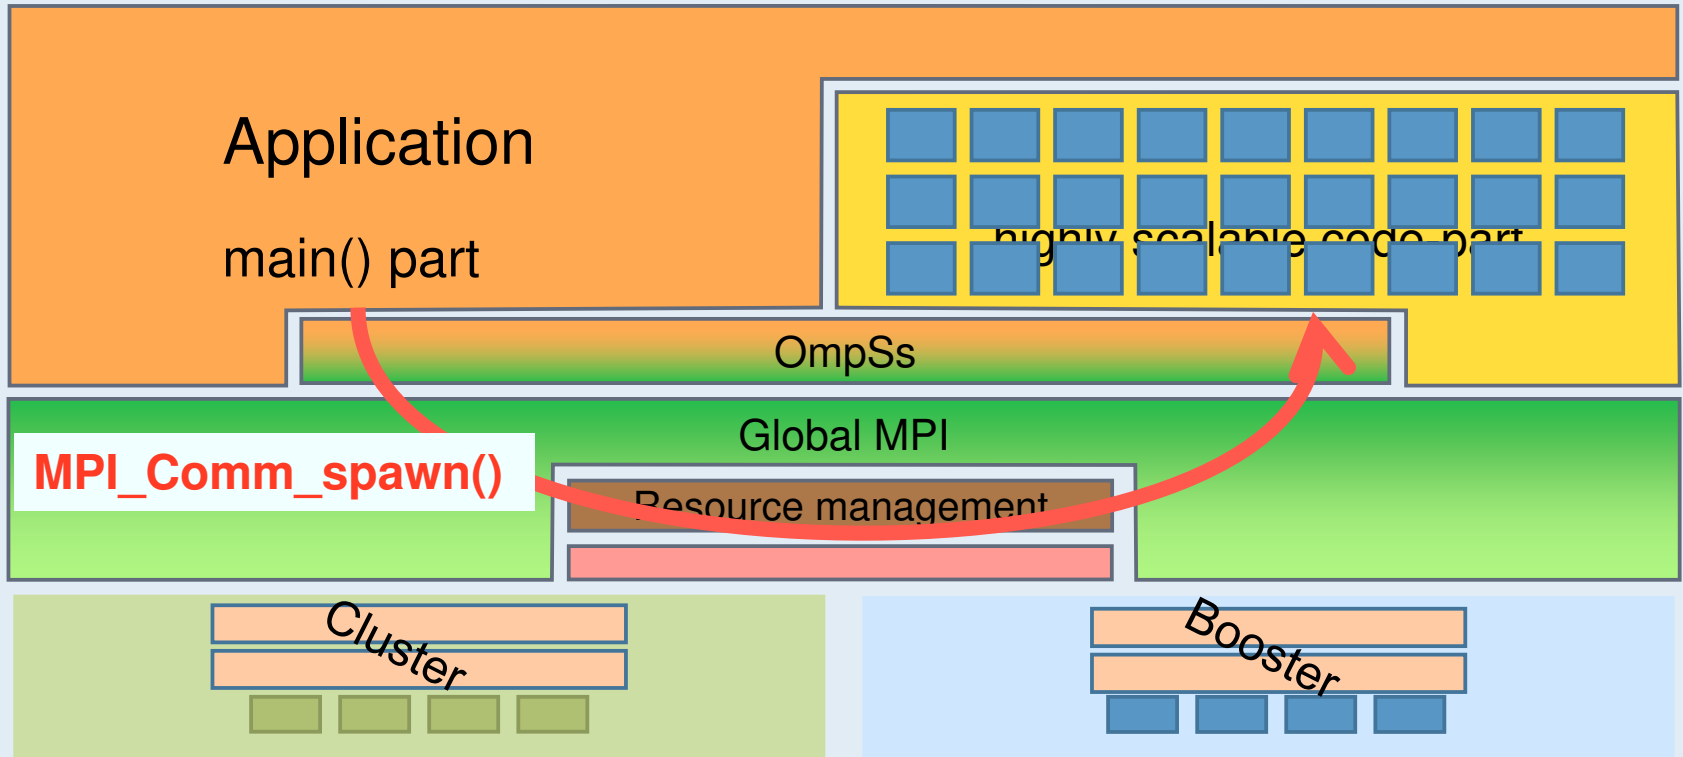 Application
main() part
highly scalable code-part
OmpSs
Global MPI
MPI_Comm_spawn()
Resource management
Cluster
Booster